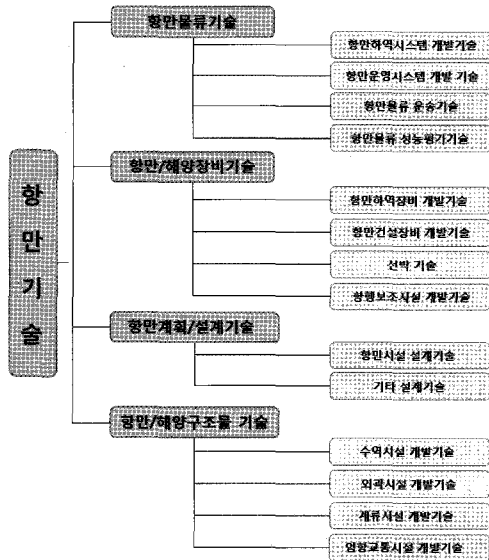 항만기술
항만물류기술
항만하역시스템 개발기술
항만운영시스템 개발 기술
항만물류 운송기술
항만물류 성능평가기술
항만/해양장비기술
항만하역장비 개발기술
항만건설장비 개발기술
선박 기술
항행보조시설 개발기술
항만계획/설계기술
항만시설 설계기술
기타 설계기술
항만/해양구조물 기술
수역시설 개발기술
외곽시설 개발기술
계류시설 개발기술
임항교통시설 개발기술